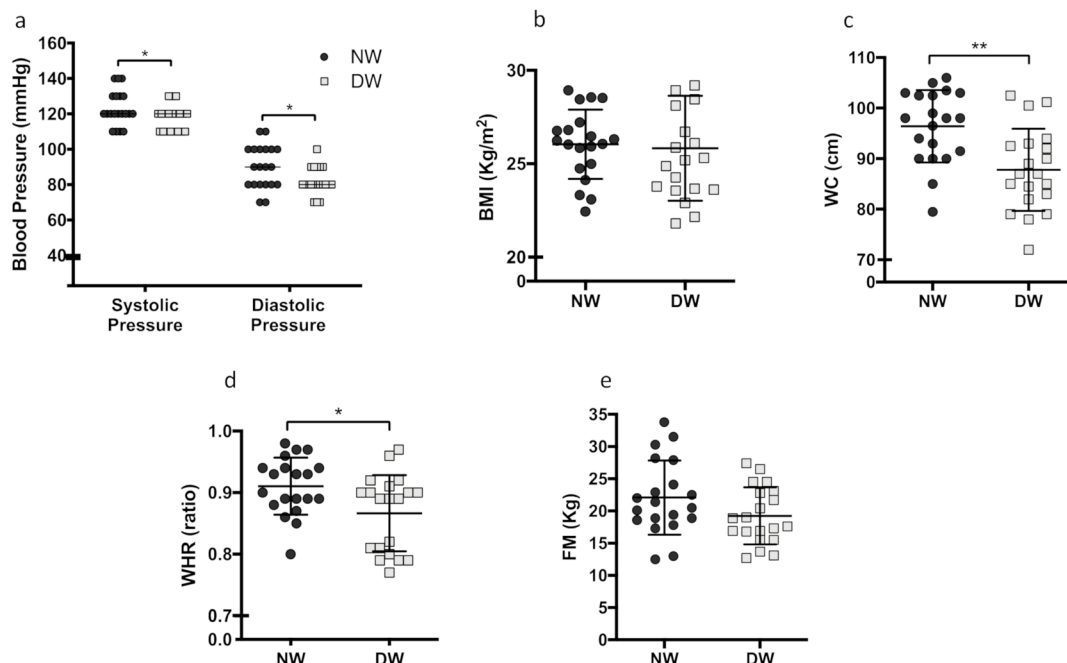 a
Blood Pressure (mmHg)
160
140
120
100
80
60
40
*
*
NW
DW
Systolic
Pressure
Diastolic
Pressure
b
BMI (Kg/m²)
30
25
20
0
NW
DW
c
WC (cm)
**
100
90
80
70
0
NW
DW
d
WHR (ratio)
*
1.0
0.9
0.8
0.7
0.0
NW
DW
e
FM (Kg)
35
30
25
20
15
10
5
0
NW
DW